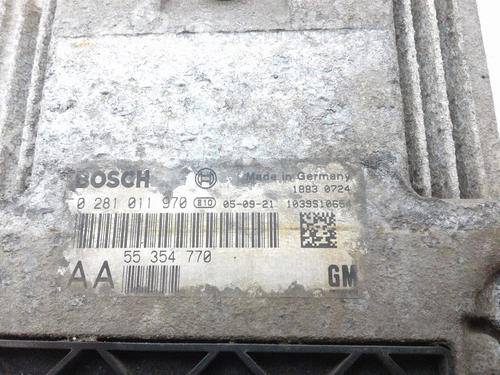 BOSCH Made in Germany
1883 0724
0 281 011 970 810 05-09-21 1039S10654
55 354 770
AA GM